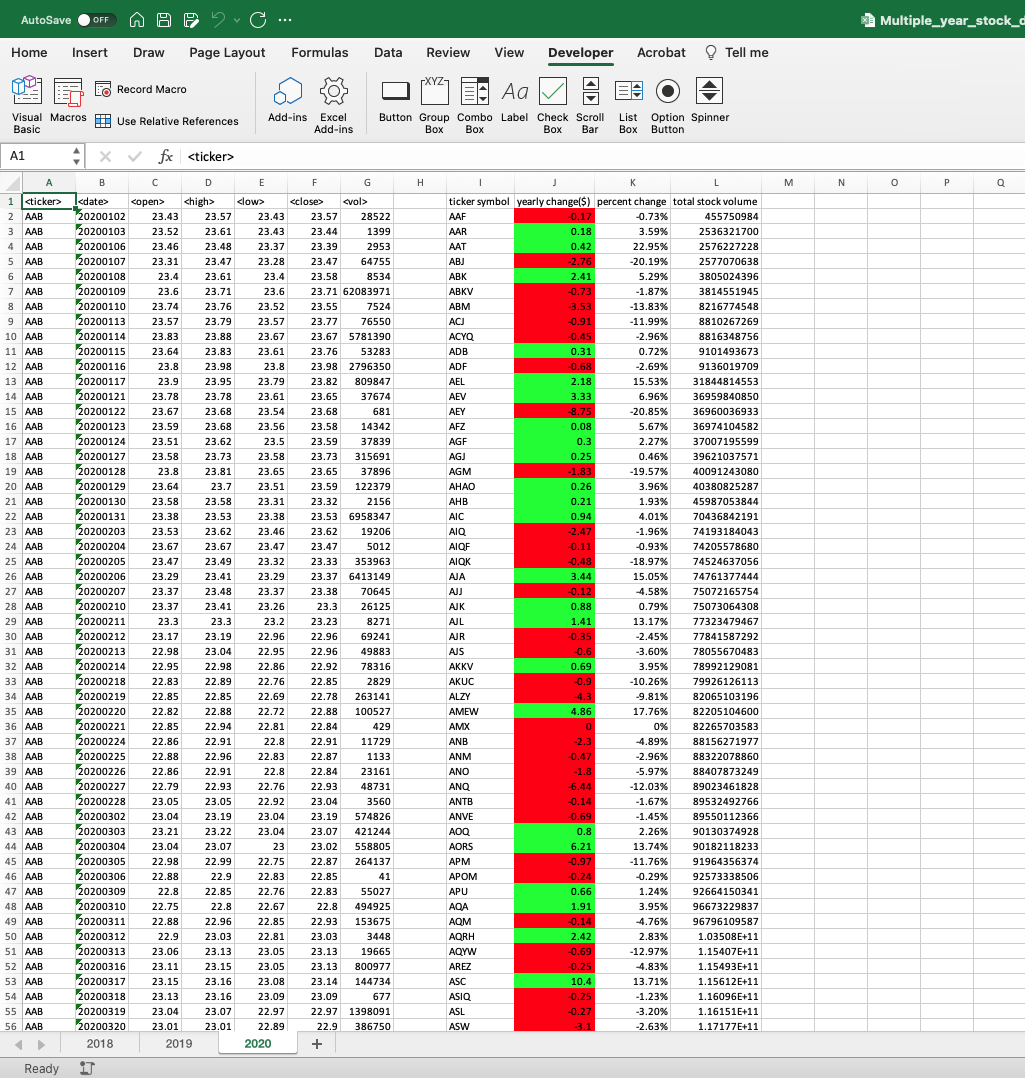 AutoSave OFF ... Multiple_year_stock_d
Home Insert Draw Page Layout Formulas Data Review View Developer Acrobat Tell me
Visual Basic Macros Record Macro Use Relative References Add-ins Excel Add-ins Button Group Box Combo Box Label Check Box Scroll Bar List Box Option Button Spinner
A1 fx <ticker>
A B C D E F G H I J K L M N O P Q
1 <ticker> <date> <open> <high> <low> <close> <vol> ticker symbol yearly change($) percent change total stock volume
2 AAB 20200102 23.43 23.57 23.43 23.57 28522 AAF -0.17 -0.73% 455750984
3 AAB 20200103 23.52 23.61 23.43 23.44 1399 AAR 0.18 3.59% 2536321700
4 AAB 20200106 23.46 23.48 23.37 23.39 2953 AAT 0.42 22.95% 2576227228
5 AAB 20200107 23.31 23.47 23.28 23.47 64755 ABJ -2.76 -20.19% 2577070638
6 AAB 20200108 23.4 23.61 23.4 23.58 8534 ABK 2.41 5.29% 3805024396
7 AAB 20200109 23.6 23.71 23.6 23.71 62083971 ABKV -0.73 -1.87% 3814551945
8 AAB 20200110 23.74 23.76 23.52 23.55 7524 ABM -3.53 -13.83% 8216774548
9 AAB 20200113 23.57 23.79 23.57 23.77 76550 ACJ -0.91 -11.99% 8810267269
10 AAB 20200114 23.83 23.88 23.67 23.67 5781390 ACYQ -0.45 -2.96% 8816348756
11 AAB 20200115 23.64 23.83 23.61 23.76 53283 ADB 0.31 0.72% 9101493673
12 AAB 20200116 23.8 23.98 23.8 23.98 2796350 ADF -0.68 -2.69% 9136019709
13 AAB 20200117 23.9 23.95 23.79 23.82 809847 AEL 2.18 15.53% 31844814553
14 AAB 20200121 23.78 23.78 23.61 23.65 37674 AEV 3.33 6.96% 36959840850
15 AAB 20200122 23.67 23.68 23.54 23.68 681 AEY -8.75 -20.85% 36960036933
16 AAB 20200123 23.59 23.68 23.56 23.58 14342 AFZ 0.08 5.67% 36974104582
17 AAB 20200124 23.51 23.62 23.5 23.59 37839 AGF 0.3 2.27% 37007195599
18 AAB 20200127 23.58 23.73 23.58 23.73 315691 AGJ 0.25 0.46% 39621037571
19 AAB 20200128 23.8 23.81 23.65 23.65 37896 AGM -1.83 -19.57% 40091243080
20 AAB 20200129 23.64 23.7 23.51 23.59 122379 AHAO 0.26 3.96% 40380825287
21 AAB 20200130 23.58 23.58 23.31 23.32 2156 AHB 0.21 1.93% 45987053844
22 AAB 20200131 23.38 23.53 23.38 23.53 6958347 AIC 0.94 4.01% 70436842191
23 AAB 20200203 23.53 23.62 23.46 23.62 19206 AIQ -2.47 -1.96% 74193184043
24 AAB 20200204 23.67 23.67 23.47 23.47 5012 AIQF -0.11 -0.93% 74205578680
25 AAB 20200205 23.47 23.49 23.32 23.33 353963 AIQK -0.48 -18.97% 74524637056
26 AAB 20200206 23.29 23.41 23.29 23.37 6413149 AJA 3.44 15.05% 74761377444
27 AAB 20200207 23.37 23.48 23.37 23.38 70645 AJJ -0.12 -4.58% 75072165754
28 AAB 20200210 23.37 23.41 23.26 23.3 26125 AJK 0.88 0.79% 75073064308
29 AAB 20200211 23.3 23.3 23.2 23.23 8271 AJL 1.41 13.17% 77323479467
30 AAB 20200212 23.17 23.19 22.96 22.96 69241 AJR -0.35 -2.45% 77841587292
31 AAB 20200213 22.98 23.04 22.95 22.96 49883 AJS -0.6 -3.60% 78055670483
32 AAB 20200214 22.95 22.98 22.86 22.92 78316 AKKV 0.69 3.95% 78992129081
33 AAB 20200218 22.83 22.89 22.76 22.85 2829 AKUC -0.9 -10.26% 79926126113
34 AAB 20200219 22.85 22.85 22.69 22.78 263141 ALZY -4.3 -9.81% 82065103196
35 AAB 20200220 22.82 22.88 22.72 22.88 100527 AMEW 4.86 17.76% 82205104600
36 AAB 20200221 22.85 22.94 22.81 22.84 429 AMX 0 0% 82265703583
37 AAB 20200224 22.86 22.91 22.8 22.91 11729 ANB -2.3 -4.89% 88156271977
38 AAB 20200225 22.88 22.96 22.83 22.87 1133 ANM -0.47 -2.96% 88322078860
39 AAB 20200226 22.86 22.91 22.8 22.84 23161 ANO -1.8 -5.97% 88407873249
40 AAB 20200227 22.79 22.93 22.76 22.93 48731 ANQ -6.44 -12.03% 89023461828
41 AAB 20200228 23.05 23.05 22.92 23.04 3560 ANTB -0.14 -1.67% 89532492766
42 AAB 20200302 23.04 23.19 23.04 23.19 574826 ANVE -0.69 -1.45% 89550112366
43 AAB 20200303 23.21 23.22 23.04 23.07 421244 AOQ 0.8 2.26% 90130374928
44 AAB 20200304 23.04 23.07 23 23.02 558805 AORS 6.21 13.74% 90182118233
45 AAB 20200305 22.98 22.99 22.75 22.87 264137 APM -0.97 -11.76% 91964356374
46 AAB 20200306 22.88 22.9 22.83 22.85 41 APOM -0.24 -0.29% 92573338506
47 AAB 20200309 22.8 22.85 22.76 22.83 55027 APU 0.66 1.24% 92664150341
48 AAB 20200310 22.75 22.8 22.67 22.8 494925 AQA 1.91 3.95% 96673229837
49 AAB 20200311 22.88 22.96 22.85 22.93 153675 AQM -0.14 -4.76% 96796109587
50 AAB 20200312 22.9 23.03 22.81 23.03 3448 AQRH 2.42 2.83% 1.03508E+11
51 AAB 20200313 23.06 23.13 23.05 23.13 19665 AQYW -0.69 -12.97% 1.15407E+11
52 AAB 20200316 23.11 23.15 23.05 23.13 800977 AREZ -0.25 -4.83% 1.15493E+11
53 AAB 20200317 23.15 23.16 23.08 23.14 144734 ASC 10.4 13.71% 1.15612E+11
54 AAB 20200318 23.13 23.16 23.09 23.09 677 ASIQ -0.25 -1.23% 1.16096E+11
55 AAB 20200319 23.04 23.07 22.97 22.97 1398091 ASL -0.27 -3.20% 1.16151E+11
56 AAB 20200320 23.01 23.01 22.89 22.9 386750 ASW -3.1 -2.63% 1.17177E+11
2018 2019 2020 +
Ready